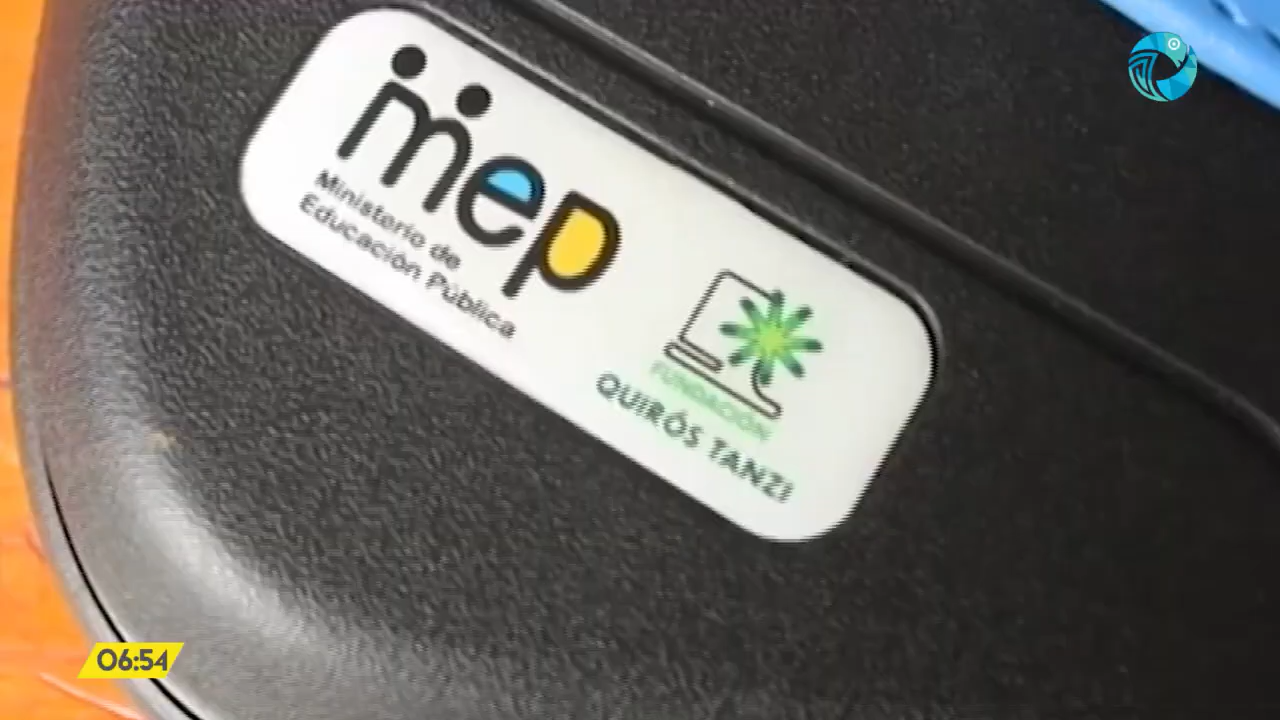 mep
Ministerio de
Educación Pública
FUNDACIÓN
QUIRÓS TANZI
06:54